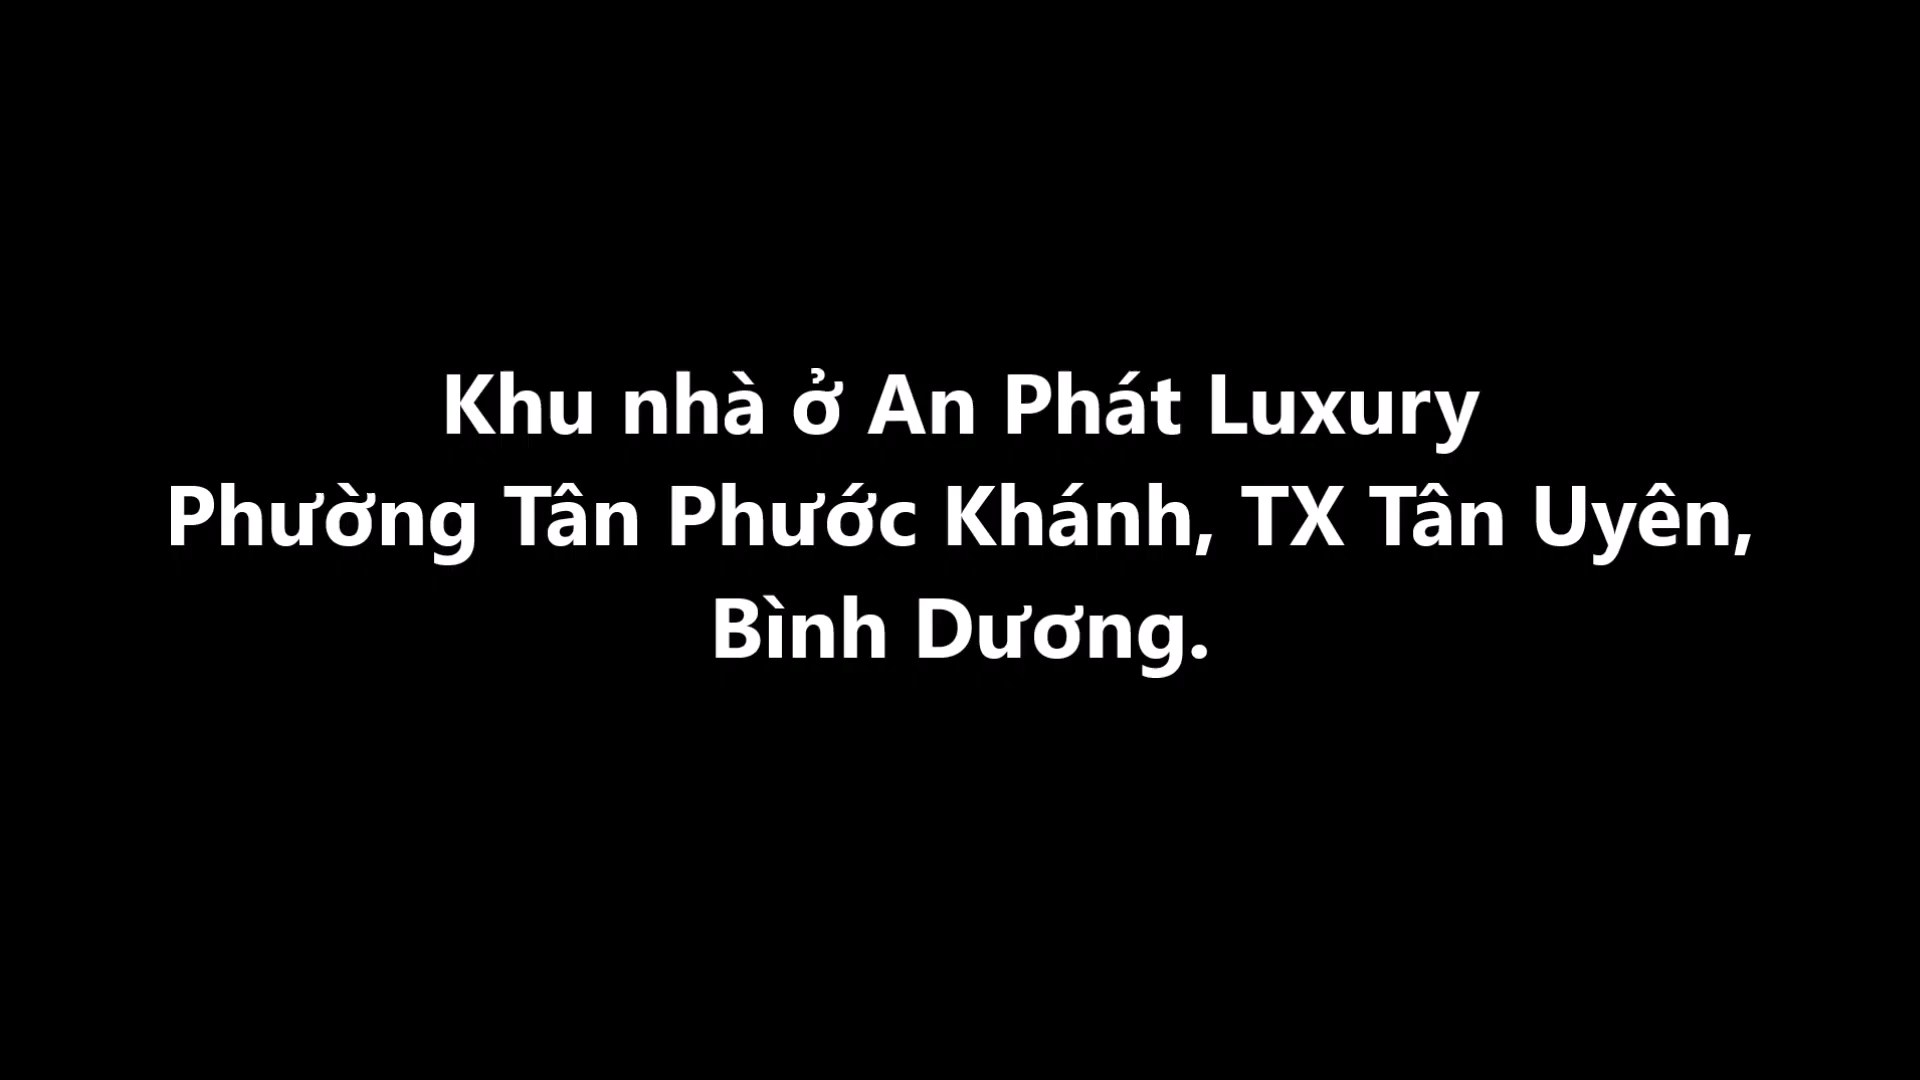 Khu nhà ở An Phát Luxury
Phường Tân Phước Khánh, TX Tân Uyên,
Bình Dương.